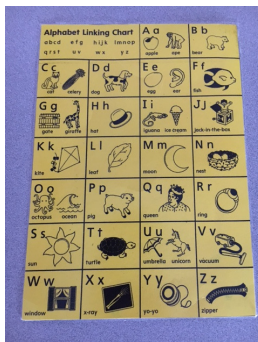 Alphabet Linking Chart
abcd efg hijk lmnop
qrst uv wx yz
Aa
apple ape
Bb
bear
Cc
cat celery
Dd
dog
Ee
egg ear
Ff
fish
Gg
gate giraffe
Hh
hat
Ii
iguana ice cream
Jj
jack-in-the-box
Kk
kite
Ll
leaf
Mm
moon
Nn
nest
Oo
octopus ocean
Pp
pig
Qq
queen
Rr
ring
Ss
sun
Tt
turtle
Uu
umbrella unicorn
Vv
vacuum
Ww
window
Xx
x-ray
Yy
yo-yo
Zz
zipper